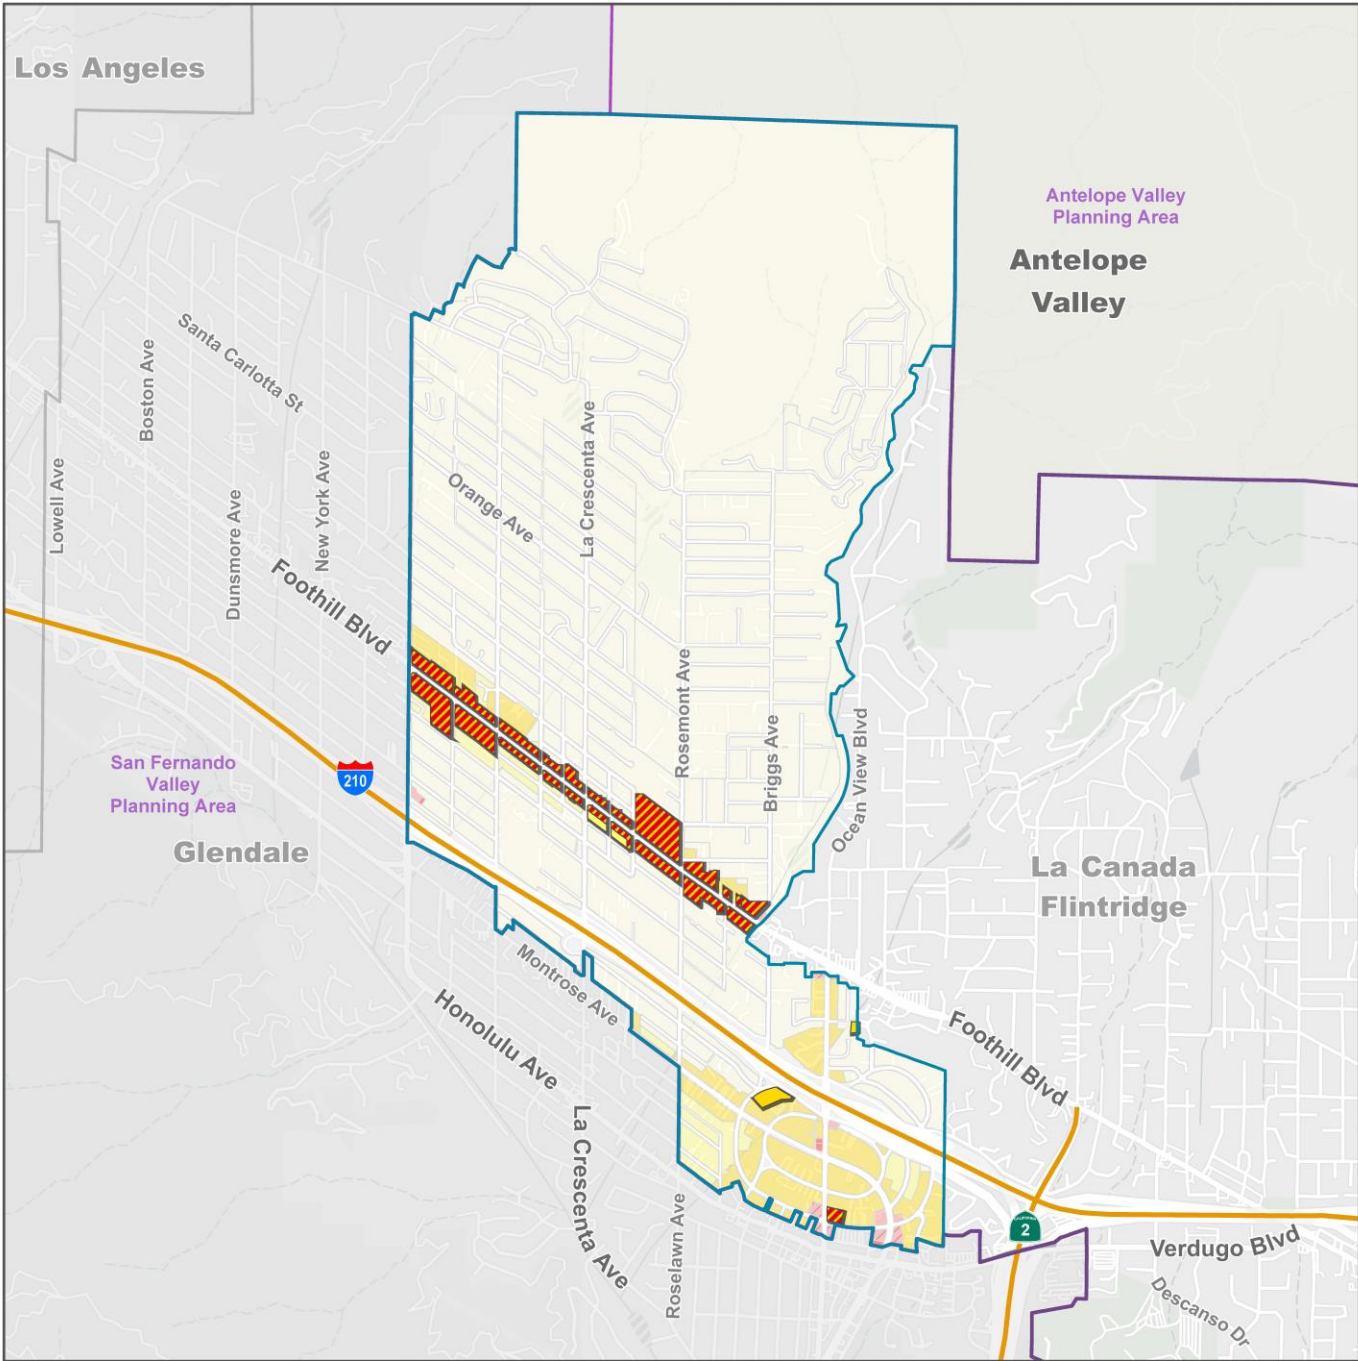 Los Angeles
Antelope Valley
Planning Area
Antelope
Valley
Santa Carlotta St
Boston Ave
La Crescenta Ave
Lowell Ave
New York Ave
Orange Ave
Dunsmore Ave
Foothill Blvd
Rosemont Ave
Briggs Ave
Ocean View Blvd
San Fernando
Valley
Planning Area
210
Glendale
La Canada
Flintridge
Montrose Ave
Honolulu Ave
Foothill Blvd
La Crescenta Ave
Roselawn Ave
2
Verdugo Blvd
Descanso Dr